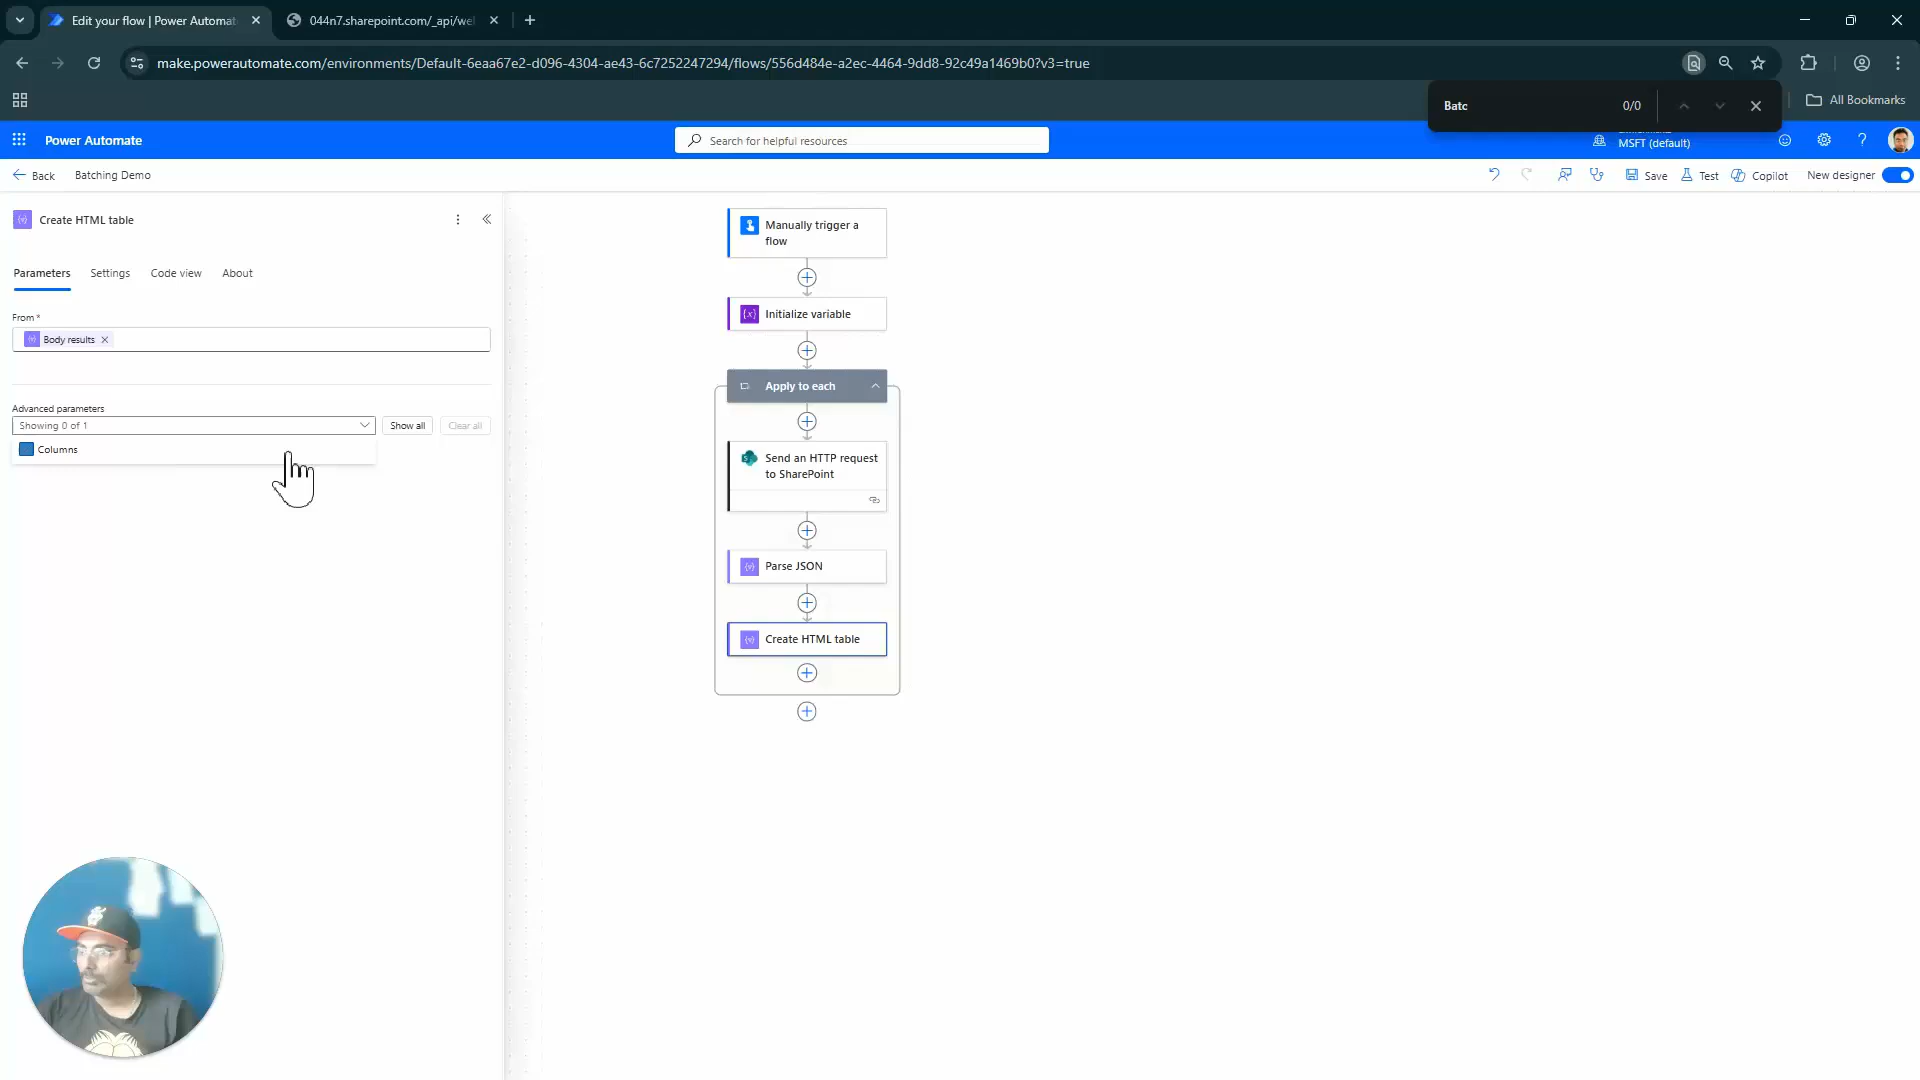 Edit your flow | Power Automat
044n7.sharepoint.com/_api/we
make.powerautomate.com/environments/Default-6eaa67e2-d096-4304-ae43-6c7252247294/flows/556d484e-a2ec-4464-9dd8-92c49a1469b0?v3=true
Batc
0/0
All Bookmarks
Power Automate
Search for helpful resources
MSFT (default)
Back
Batching Demo
Save
Test
Copilot
New designer
Create HTML table
Parameters
Settings
Code view
About
From *
Body results
Advanced parameters
Showing 0 of 1
Show all
Clear all
Columns
Manually trigger a
flow
Initialize variable
Apply to each
Send an HTTP request
to SharePoint
Parse JSON
Create HTML table